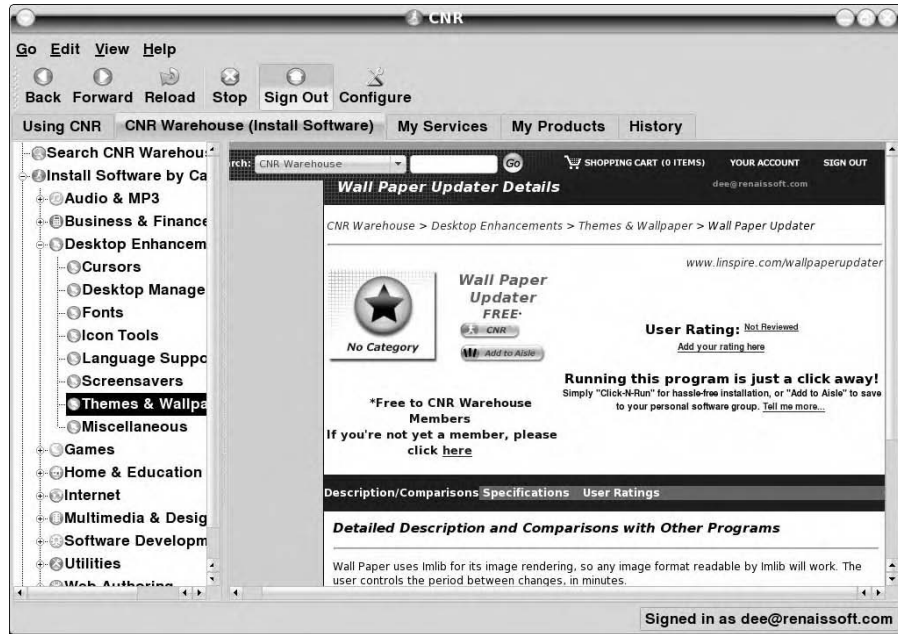 CNR
Go Edit View Help
Back Forward Reload Stop Sign Out Configure
Using CNR CNR Warehouse (Install Software) My Services My Products History
Search CNR Warehou
Install Software by Ca
Audio & MP3
Business & Finance
Desktop Enhancem
Cursors
Desktop Manage
Fonts
Icon Tools
Language Suppo
Screensavers
Themes & Wallpa
Miscellaneous
Games
Home & Education
Internet
Multimedia & Desig
Software Developm
Utilities
Web Authoring
rch: CNR Warehouse Go SHOPPING CART (0 ITEMS) YOUR ACCOUNT SIGN OUT
dee@renaissoft.com
Wall Paper Updater Details
CNR Warehouse > Desktop Enhancements > Themes & Wallpaper > Wall Paper Updater
www.linspire.com/wallpaperupdater
No Category
Wall Paper
Updater
FREE*
CNR
Add to Aisle
User Rating: Not Reviewed
Add your rating here
*Free to CNR Warehouse
Members
If you're not yet a member, please
click here
Running this program is just a click away!
Simply "Click-N-Run" for hassle-free installation, or "Add to Aisle" to save
to your personal software group. Tell me more...
Description/Comparisons Specifications User Ratings
Detailed Description and Comparisons with Other Programs
Wall Paper uses Imlib for its image rendering, so any image format readable by Imlib will work. The
user controls the period between changes, in minutes.
Signed in as dee@renaissoft.com